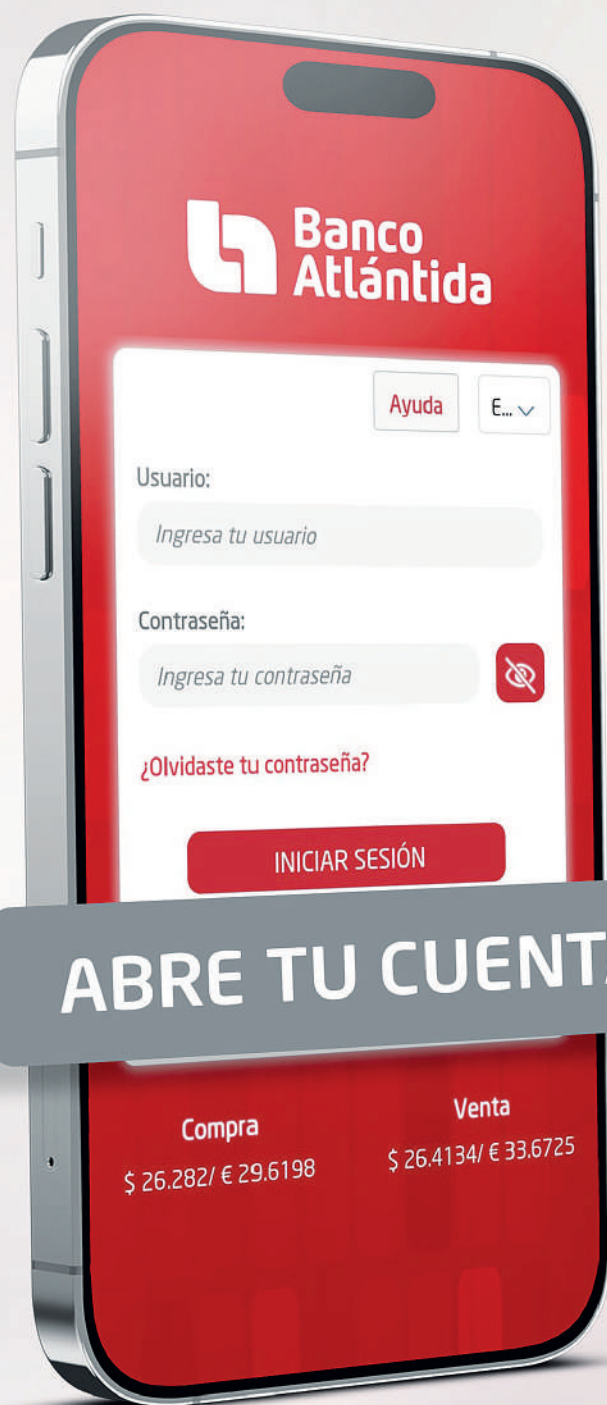 Banco
Atlántida
Ayuda
E...
Usuario:
Ingresa tu usuario
Contraseña:
Ingresa tu contraseña
¿Olvidaste tu contraseña?
INICIAR SESIÓN
ABRE TU CUENTA
Compra
Venta
$ 26.282/ € 29.6198
$ 26.4134/ € 33.6725